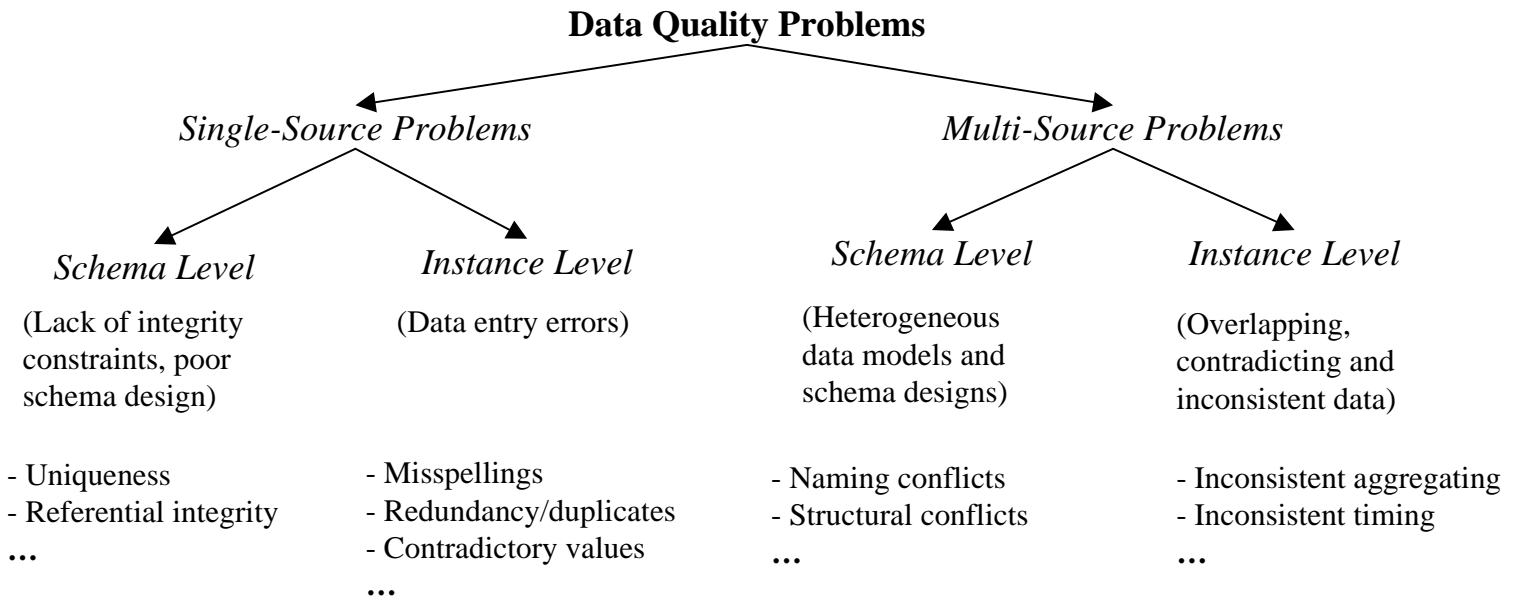 Data Quality Problems
Single-Source Problems
Multi-Source Problems
Schema Level
(Lack of integrity
constraints, poor
schema design)
- Uniqueness
- Referential integrity
...
Instance Level
(Data entry errors)
- Misspellings
- Redundancy/duplicates
- Contradictory values
...
Schema Level
(Heterogeneous
data models and
schema designs)
- Naming conflicts
- Structural conflicts
...
Instance Level
(Overlapping,
contradicting and
inconsistent data)
- Inconsistent aggregating
- Inconsistent timing
...